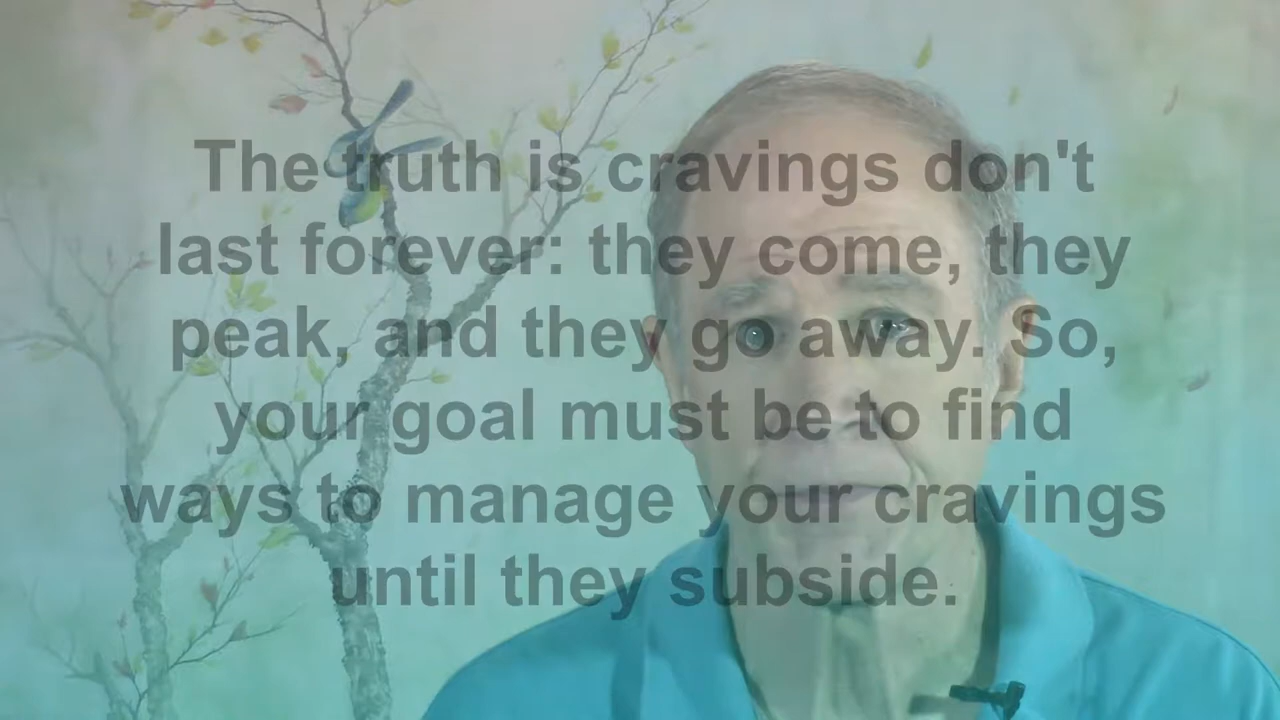 The truth is cravings don't
last forever: they come, they
peak, and they go away. So,
your goal must be to find
ways to manage your cravings
until they subside.